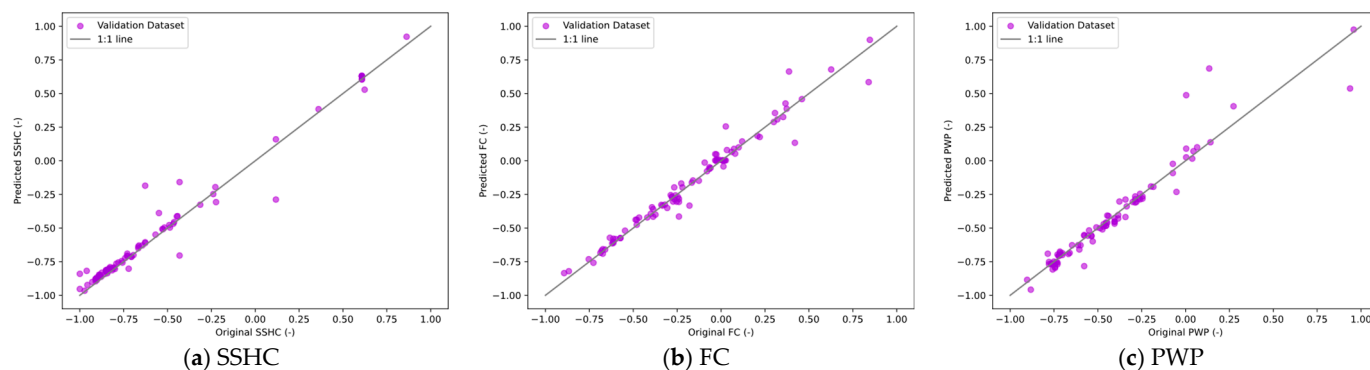 Validation Dataset
1:1 line
1.00
0.75
0.50
0.25
0.00
−0.25
−0.50
−0.75
−1.00
Predicted SSHC (-)
−1.00 −0.75 −0.50 −0.25 0.00 0.25 0.50 0.75 1.00
Original SSHC (-)
(a) SSHC
Validation Dataset
1:1 line
1.00
0.75
0.50
0.25
0.00
−0.25
−0.50
−0.75
−1.00
Predicted FC (-)
−1.00 −0.75 −0.50 −0.25 0.00 0.25 0.50 0.75 1.00
Original FC (-)
(b) FC
Validation Dataset
1:1 line
1.00
0.75
0.50
0.25
0.00
−0.25
−0.50
−0.75
−1.00
Predicted PWP (-)
−1.00 −0.75 −0.50 −0.25 0.00 0.25 0.50 0.75 1.00
Original PWP (-)
(c) PWP